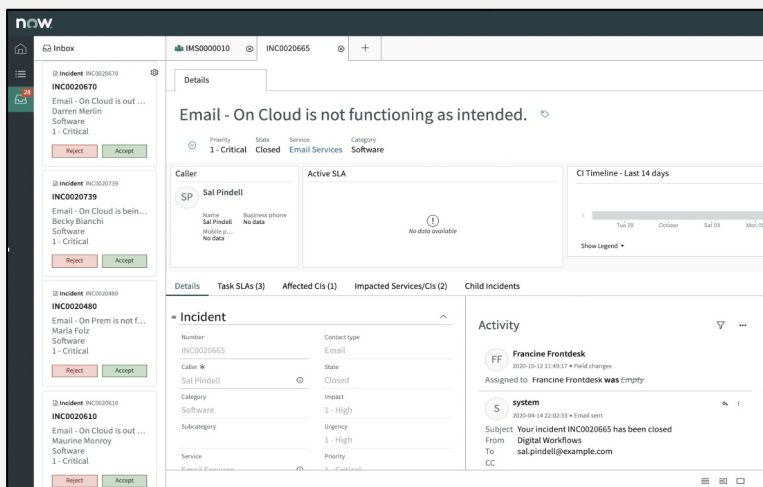 now.
Inbox
IMS0000010
INC0020665
Details
Incident INC0020670
INC0020670
Email - On Cloud is out ...
Darren Merlin
Software
1 - Critical
Reject Accept
28
Incident INC0020739
INC0020739
Email - On Cloud is bein...
Becky Bianchi
Software
1 - Critical
Reject Accept
Incident INC0020480
INC0020480
Email - On Prem is not f...
Marla Folz
Software
1 - Critical
Reject Accept
Incident INC0020610
INC0020610
Email - On Cloud is out ...
Maurine Monroy
Software
1 - Critical
Reject Accept
Email - On Cloud is not functioning as intended.
Priority State Service Category
1 - Critical Closed Email Services Software
Caller
SP
Sal Pindell
Name Business phone
Sal Pindell No data
Mobile p...
No data
Active SLA
No data available
CI Timeline - Last 14 days
Tue 29 October Sat 03 Mon 05
Show Legend
Details Task SLAs (3) Affected CIs (1) Impacted Services/CIs (2) Child Incidents
Incident
Number Contact type
INC0020665 Email
Caller State
Sal Pindell Closed
Category Impact
Software 1 - High
Subcategory Urgency
1 - High
Service Priority
Email Services 1 - Critical
Activity
FF
Francine Frontdesk
2020-10-12 11:49:17 • Field changes
Assigned to Francine Frontdesk was Empty
S
system
2020-04-14 22:02:33 • Email sent
Subject Your incident INC0020665 has been closed
From Digital Workflows
To sal.pindell@example.com
CC